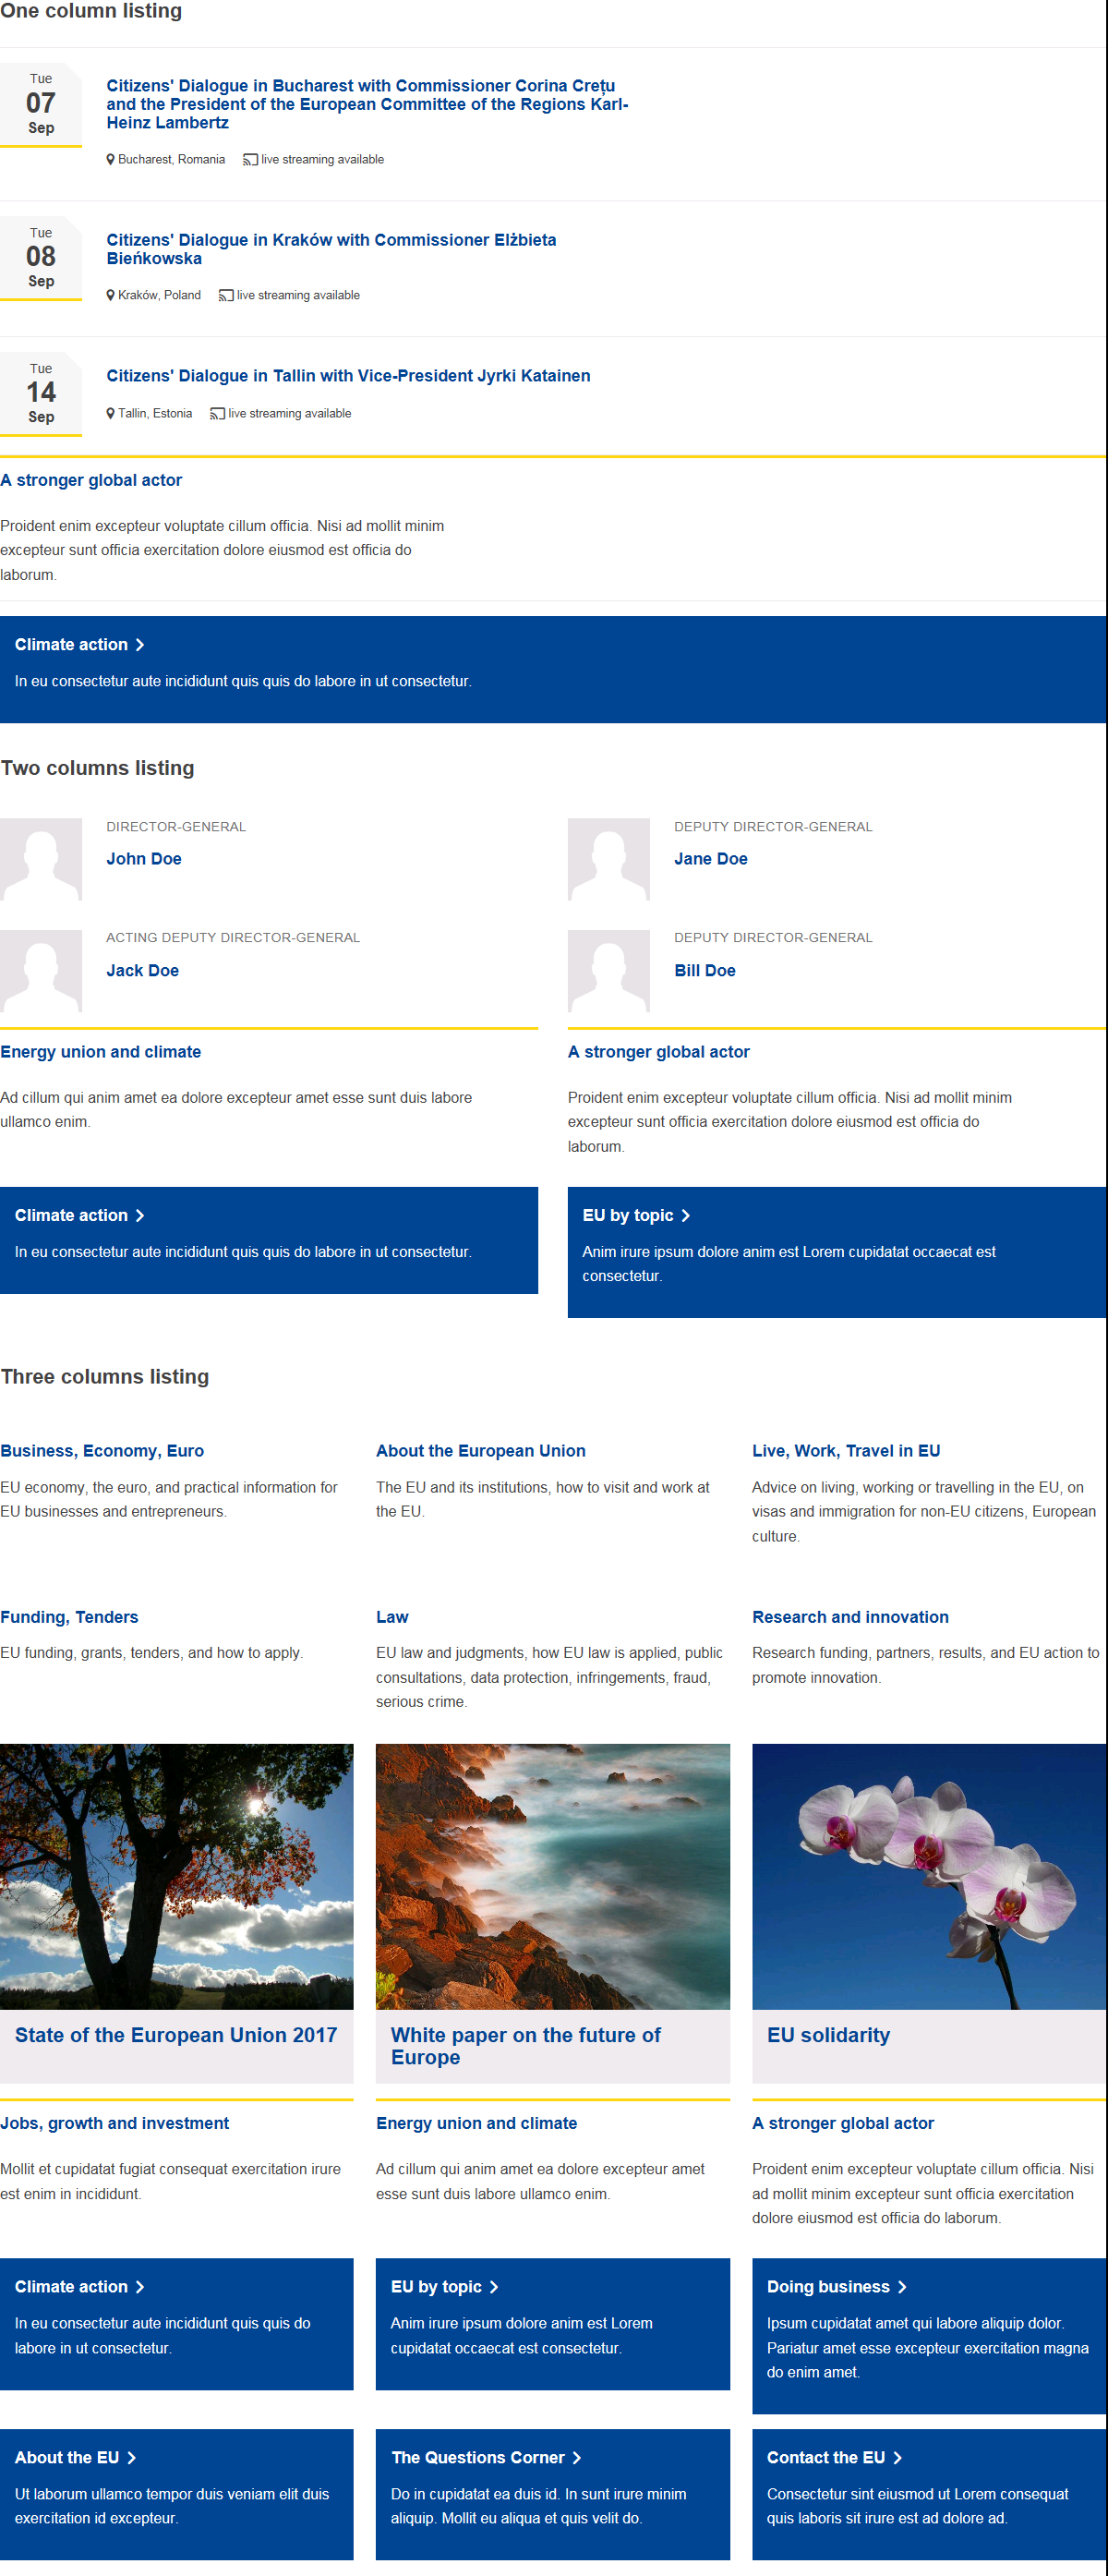 One column listing
Tue
07
Sep
Citizens' Dialogue in Bucharest with Commissioner Corina Crețu
and the President of the European Committee of the Regions Karl-
Heinz Lambertz
Bucharest, Romania live streaming available
Tue
08
Sep
Citizens' Dialogue in Kraków with Commissioner Elżbieta
Bieńkowska
Kraków, Poland live streaming available
Tue
14
Sep
Citizens' Dialogue in Tallin with Vice-President Jyrki Katainen
Tallin, Estonia live streaming available
A stronger global actor
Proident enim excepteur voluptate cillum officia. Nisi ad mollit minim
excepteur sunt officia exercitation dolore eiusmod est officia do
laborum.
Climate action
In eu consectetur aute incididunt quis quis do labore in ut consectetur.
Two columns listing
DIRECTOR-GENERAL
John Doe
DEPUTY DIRECTOR-GENERAL
Jane Doe
ACTING DEPUTY DIRECTOR-GENERAL
Jack Doe
DEPUTY DIRECTOR-GENERAL
Bill Doe
Energy union and climate
Ad cillum qui anim amet ea dolore excepteur amet esse sunt duis labore
ullamco enim.
A stronger global actor
Proident enim excepteur voluptate cillum officia. Nisi ad mollit minim
excepteur sunt officia exercitation dolore eiusmod est officia do
laborum.
Climate action
In eu consectetur aute incididunt quis quis do labore in ut consectetur.
EU by topic
Anim irure ipsum dolore anim est Lorem cupidatat occaecat est
consectetur.
Three columns listing
Business, Economy, Euro
EU economy, the euro, and practical information for
EU businesses and entrepreneurs.
About the European Union
The EU and its institutions, how to visit and work at
the EU.
Live, Work, Travel in EU
Advice on living, working or travelling in the EU, on
visas and immigration for non-EU citizens, European
culture.
Funding, Tenders
EU funding, grants, tenders, and how to apply.
Law
EU law and judgments, how EU law is applied, public
consultations, data protection, infringements, fraud,
serious crime.
Research and innovation
Research funding, partners, results, and EU action to
promote innovation.
State of the European Union 2017
White paper on the future of
Europe
EU solidarity
Jobs, growth and investment
Mollit et cupidatat fugiat consequat exercitation irure
est enim in incididunt.
Energy union and climate
Ad cillum qui anim amet ea dolore excepteur amet
esse sunt duis labore ullamco enim.
A stronger global actor
Proident enim excepteur voluptate cillum officia. Nisi
ad mollit minim excepteur sunt officia exercitation
dolore eiusmod est officia do laborum.
Climate action
In eu consectetur aute incididunt quis quis do
labore in ut consectetur.
EU by topic
Anim irure ipsum dolore anim est Lorem
cupidatat occaecat est consectetur.
Doing business
Ipsum cupidatat amet qui labore aliquip dolor.
Pariatur amet esse excepteur exercitation magna
do enim amet.
About the EU
Ut laborum ullamco tempor duis veniam elit duis
exercitation id excepteur.
The Questions Corner
Do in cupidatat ea duis id. In sunt irure minim
aliquip. Mollit eu aliqua et quis velit do.
Contact the EU
Consectetur sint eiusmod ut Lorem consequat
quis laboris sit irure est ad dolore ad.